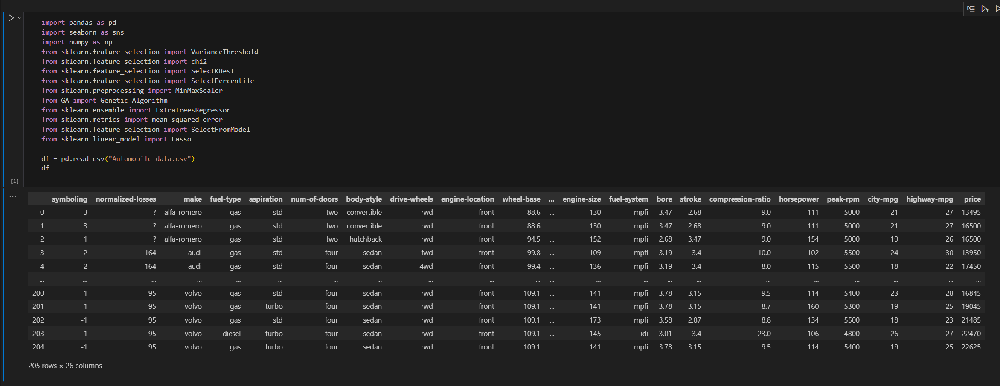 import pandas as pd
import seaborn as sns
import numpy as np
from sklearn.feature_selection import VarianceThreshold
from sklearn.feature_selection import chi2
from sklearn.feature_selection import SelectKBest
from sklearn.feature_selection import SelectPercentile
from sklearn.preprocessing import MinMaxScaler
from GA import Genetic_Algorithm
from sklearn.ensemble import ExtraTreesRegressor
from sklearn.metrics import mean_squared_error
from sklearn.feature_selection import SelectFromModel
from sklearn.linear_model import Lasso
df = pd.read_csv("Automobile_data.csv")
df
[1]
... symboling normalized-losses make fuel-type aspiration num-of-doors body-style drive-wheels engine-location wheel-base ... engine-size fuel-system bore stroke compression-ratio horsepower peak-rpm city-mpg highway-mpg price
0 3 ? alfa-romero gas std two convertible rwd front 88.6 ... 130 mpfi 3.47 2.68 9.0 111 5000 21 27 13495
1 3 ? alfa-romero gas std two convertible rwd front 88.6 ... 130 mpfi 3.47 2.68 9.0 111 5000 21 27 16500
2 1 ? alfa-romero gas std two hatchback rwd front 94.5 ... 152 mpfi 2.68 3.47 9.0 154 5000 19 26 16500
3 2 164 audi gas std four sedan fwd front 99.8 ... 109 mpfi 3.19 3.4 10.0 102 5500 24 30 13950
4 2 164 audi gas std four sedan 4wd front 99.4 ... 136 mpfi 3.19 3.4 8.0 115 5500 18 22 17450
... ... ... ... ... ... ... ... ... ... ... ... ... ... ... ... ... ... ... ... ... ...
200 -1 95 volvo gas std four sedan rwd front 109.1 ... 141 mpfi 3.78 3.15 9.5 114 5400 23 28 16845
201 -1 95 volvo gas turbo four sedan rwd front 109.1 ... 141 mpfi 3.78 3.15 8.7 160 5300 19 25 19045
202 -1 95 volvo gas std four sedan rwd front 109.1 ... 173 mpfi 3.58 2.87 8.8 134 5500 18 23 21485
203 -1 95 volvo diesel turbo four sedan rwd front 109.1 ... 145 idi 3.01 3.4 23.0 106 4800 26 27 22470
204 -1 95 volvo gas turbo four sedan rwd front 109.1 ... 141 mpfi 3.78 3.15 9.5 114 5400 19 25 22625
205 rows × 26 columns